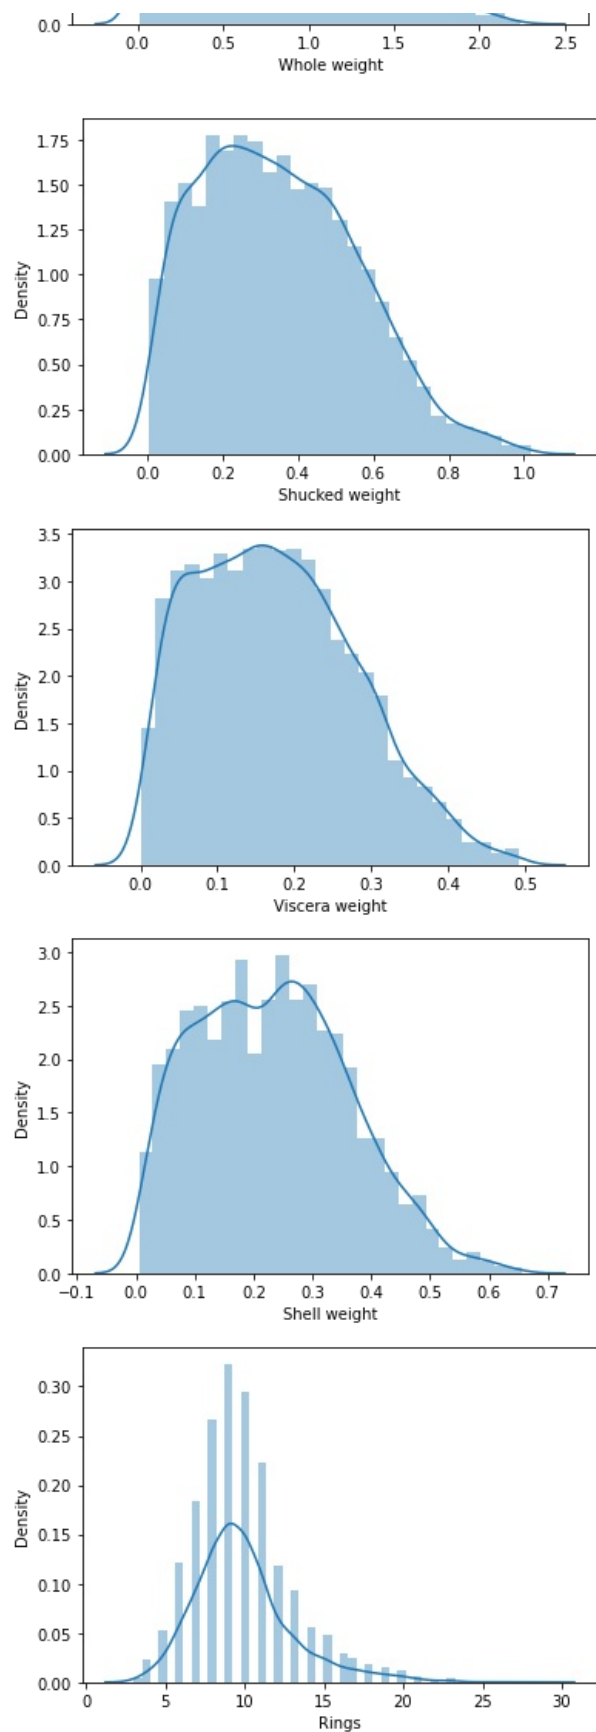 0.0
0.0 0.5 1.0 1.5 2.0 2.5
Whole weight
1.75
1.50
1.25
1.00
0.75
0.50
0.25
0.00
Density
0.0 0.2 0.4 0.6 0.8 1.0
Shucked weight
3.5
3.0
2.5
2.0
1.5
1.0
0.5
0.0
Density
0.0 0.1 0.2 0.3 0.4 0.5
Viscera weight
3.0
2.5
2.0
1.5
1.0
0.5
0.0
Density
−0.1 0.0 0.1 0.2 0.3 0.4 0.5 0.6 0.7
Shell weight
0.30
0.25
0.20
0.15
0.10
0.05
0.00
Density
0 5 10 15 20 25 30
Rings